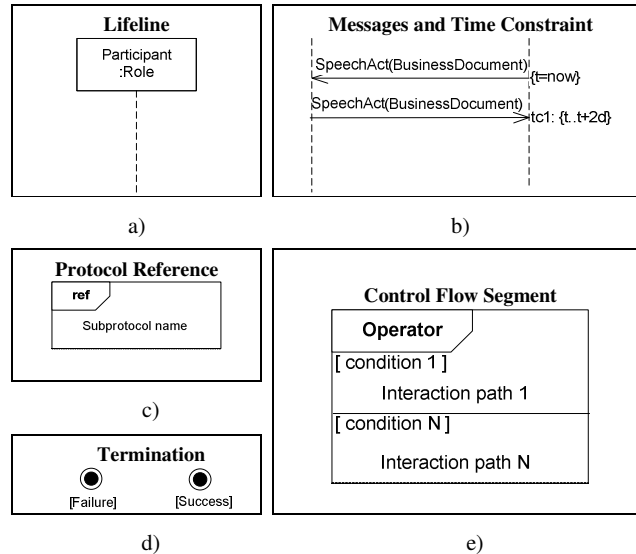 Lifeline
Participant
:Role
a)
Messages and Time Constraint
SpeechAct(BusinessDocument)
{t=now}
SpeechAct(BusinessDocument)
tc1: {t..t+2d}
b)
Protocol Reference
ref
Subprotocol name
c)
Termination
[Failure]
[Success]
d)
Control Flow Segment
Operator
[ condition 1 ]
Interaction path 1
[ condition N ]
Interaction path N
e)